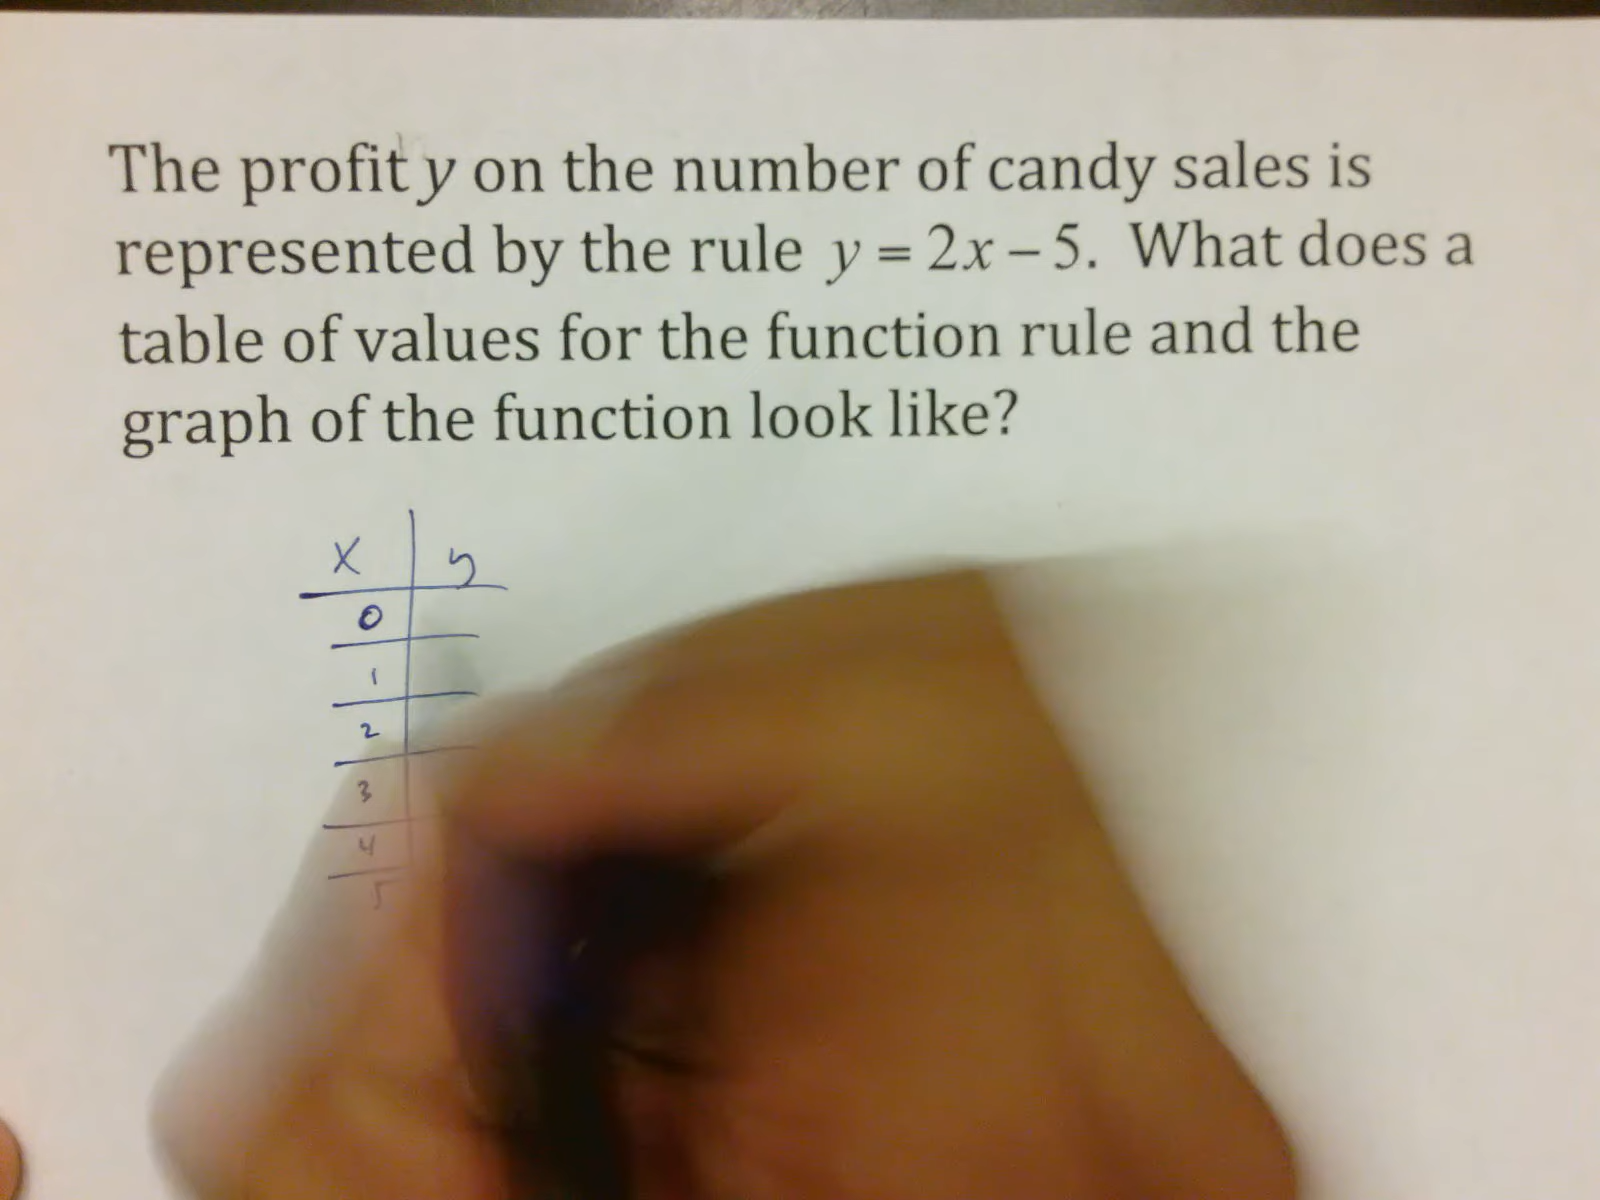 The profit y on the number of candy sales is
represented by the rule y = 2x – 5. What does a
table of values for the function rule and the
graph of the function look like?
x y
0
1
2
3
4
5